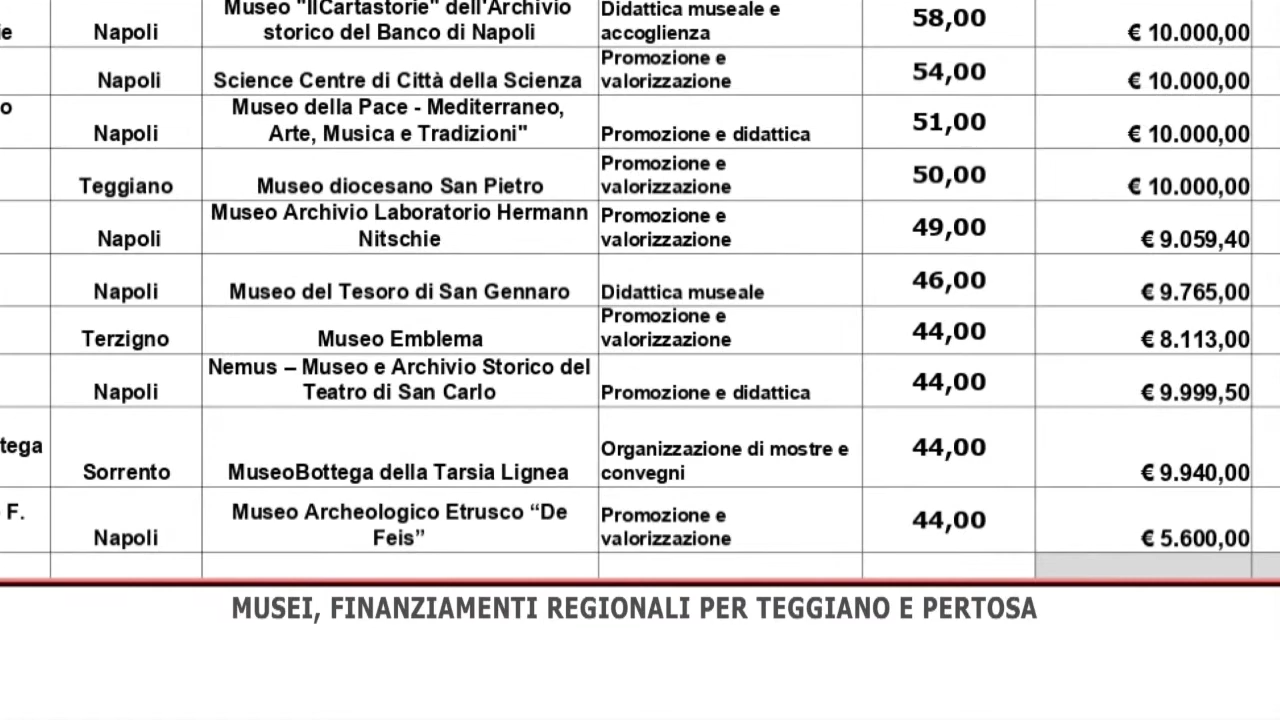 Museo "IlCartastorie" dell'Archivio
storico del Banco di Napoli
ie
Napoli
Didattica museale e
accoglienza
58,00
€ 10.000,00
Napoli
Science Centre di Città della Scienza
Promozione e
valorizzazione
54,00
€ 10.000,00
o
Napoli
Museo della Pace - Mediterraneo,
Arte, Musica e Tradizioni"
Promozione e didattica
51,00
€ 10.000,00
Teggiano
Museo diocesano San Pietro
Promozione e
valorizzazione
50,00
€ 10.000,00
Napoli
Museo Archivio Laboratorio Hermann
Nitschie
Promozione e
valorizzazione
49,00
€ 9.059,40
Napoli
Museo del Tesoro di San Gennaro
Didattica museale
46,00
€ 9.765,00
Terzigno
Museo Emblema
Promozione e
valorizzazione
44,00
€ 8.113,00
Napoli
Nemus – Museo e Archivio Storico del
Teatro di San Carlo
Promozione e didattica
44,00
€ 9.999,50
tega
Sorrento
MuseoBottega della Tarsia Lignea
Organizzazione di mostre e
convegni
44,00
€ 9.940,00
F.
Napoli
Museo Archeologico Etrusco “De
Feis”
Promozione e
valorizzazione
44,00
€ 5.600,00
MUSEI, FINANZIAMENTI REGIONALI PER TEGGIANO E PERTOSA